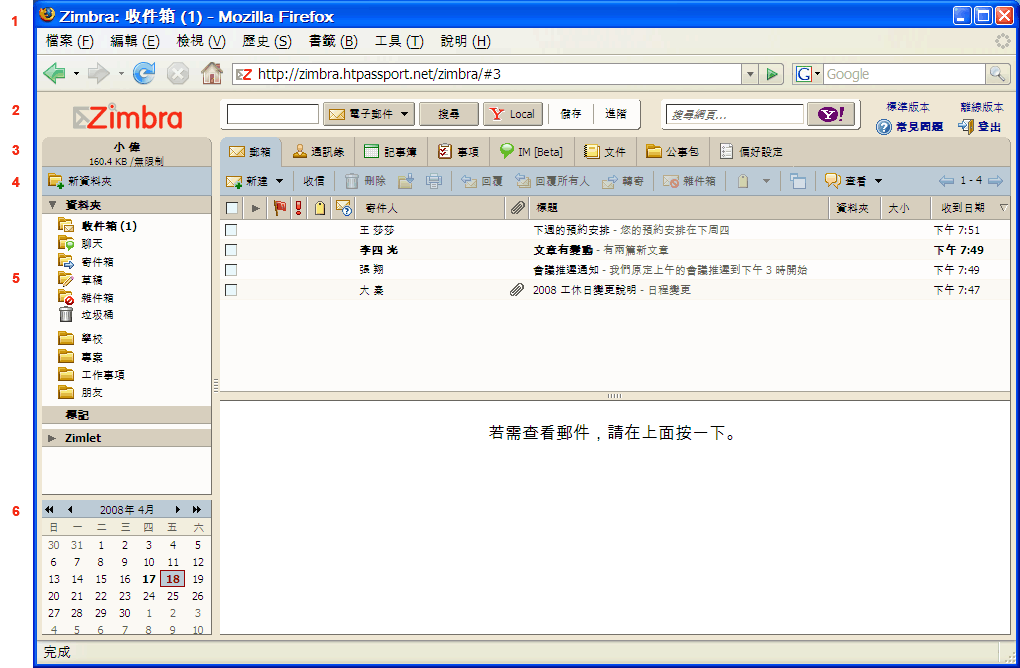 1
Zimbra: 收件箱 (1) - Mozilla Firefox
檔案 (F) 編輯 (E) 檢視 (V) 歷史 (S) 書籤 (B) 工具 (T) 說明 (H)
http://zimbra.htpassport.net/zimbra/#3 G Google
2
Zimbra 電子郵件 搜尋 Y Local 儲存 進階 搜尋網頁... Y! 標準版本 離線版本
常見問題 登出
3
小 偉
160.4 KB /無限制
郵箱 通訊錄 記事簿 事項 IM [Beta] 文件 公事包 偏好設定
4
新資料夾 新建 收信 刪除 回覆 回覆所有人 轉寄 雜件箱 查看 1 - 4
資料夾 寄件人 標題 資料夾 大小 收到日期
收件箱 (1)
聊天
寄件箱
草稿
雜件箱
垃圾桶
學校
專案
工作事項
朋友
標記
Zimlet
王 莎莎 下週的預約安排 - 您的預約安排在下周四 下午 7:51
李四 光 文章有變動 - 有兩篇新文章 下午 7:49
張 翔 會議推遲通知 - 我們原定上午的會議推遲到下午 3 時開始 下午 7:49
大 豪 2008 工休日變更說明 - 日程變更 下午 7:47
5
若需查看郵件，請在上面按一下。
6
2008年 4月
日 一 二 三 四 五 六
30 31 1 2 3 4 5
6 7 8 9 10 11 12
13 14 15 16 17 18 19
20 21 22 23 24 25 26
27 28 29 30 1 2 3
4 5 6 7 8 9 10
完成